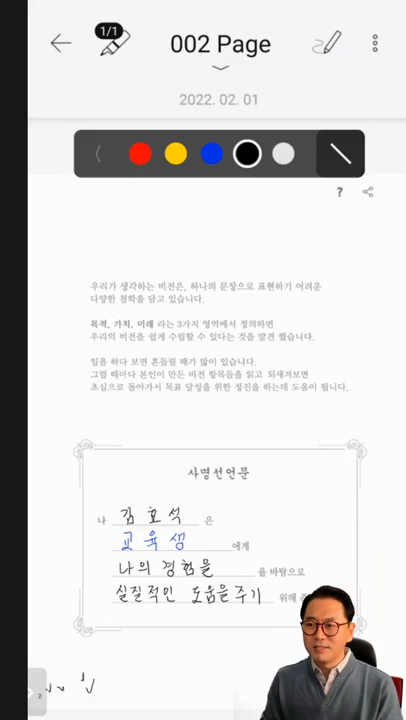 1/1
002 Page
2022. 02. 01
?
우리가 생각하는 비전은, 하나의 문장으로 표현하기 어려운
다양한 철학을 담고 있습니다.
목적, 가치, 미래 라는 3가지 영역에서 정의하면
우리의 비전을 쉽게 수립할 수 있다는 것을 발견 했습니다.
일을 하다 보면 흔들릴 때가 많이 있습니다.
그럴 때마다 본인이 만든 비전 항목들을 읽고 되새겨보면
초심으로 돌아가서 목표 달성을 위한 정진을 하는데 도움이 됩니다.
사명선언문
나 김호석 은
교육생 에게
나의 경험을 을 바탕으로
실질적인 도움을 주기 위해
2